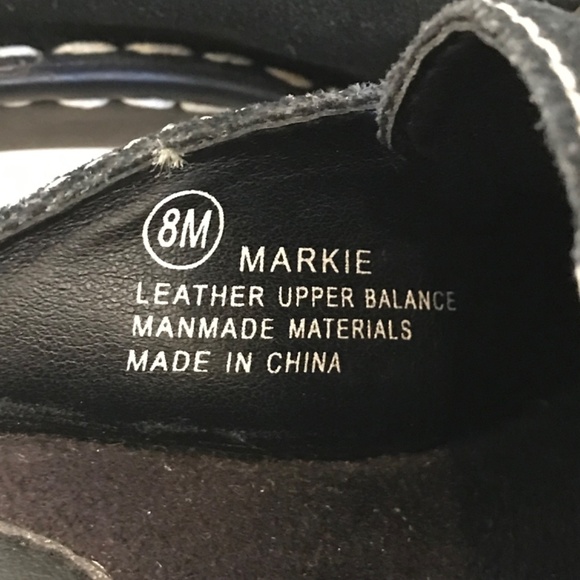 8M
MARKIE
LEATHER UPPER BALANCE
MANMADE MATERIALS
MADE IN CHINA